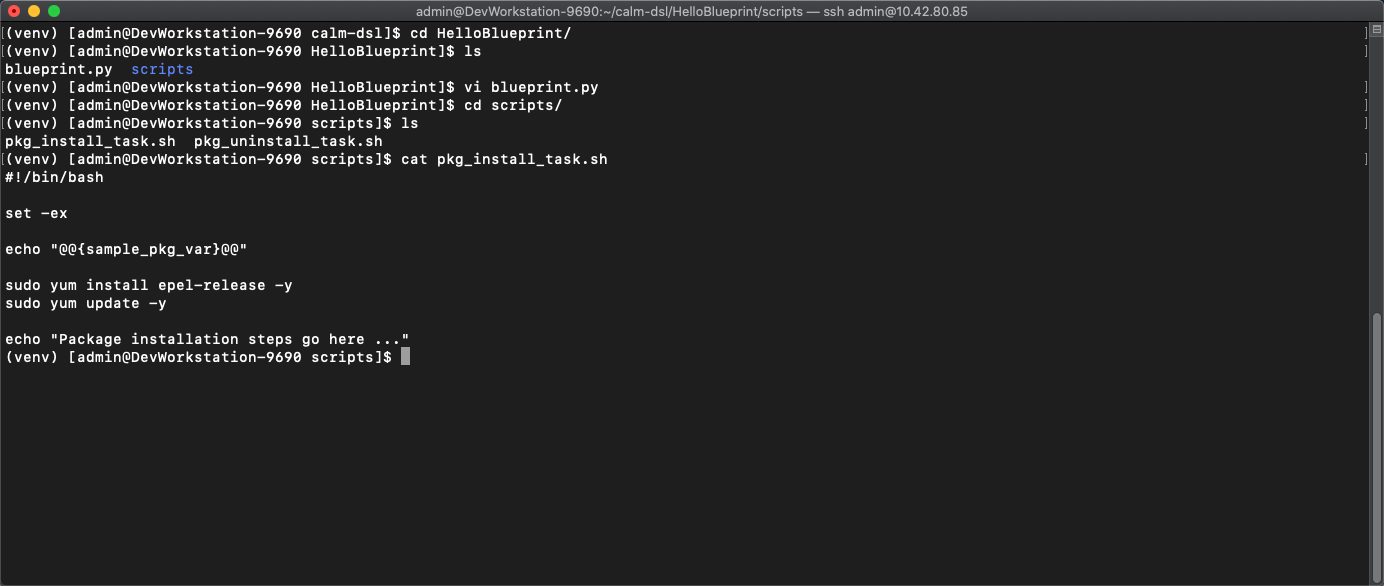 admin@DevWorkstation-9690:~/calm-dsl/HelloBlueprint/scripts — ssh admin@10.42.80.85
[(venv) [admin@DevWorkstation-9690 calm-dsl]$ cd HelloBlueprint/ ]
[(venv) [admin@DevWorkstation-9690 HelloBlueprint]$ ls ]
blueprint.py  scripts
[(venv) [admin@DevWorkstation-9690 HelloBlueprint]$ vi blueprint.py ]
[(venv) [admin@DevWorkstation-9690 HelloBlueprint]$ cd scripts/ ]
[(venv) [admin@DevWorkstation-9690 scripts]$ ls ]
pkg_install_task.sh  pkg_uninstall_task.sh
[(venv) [admin@DevWorkstation-9690 scripts]$ cat pkg_install_task.sh ]
#!/bin/bash
set -ex
echo "@@{sample_pkg_var}@@"
sudo yum install epel-release -y
sudo yum update -y
echo "Package installation steps go here ..."
(venv) [admin@DevWorkstation-9690 scripts]$